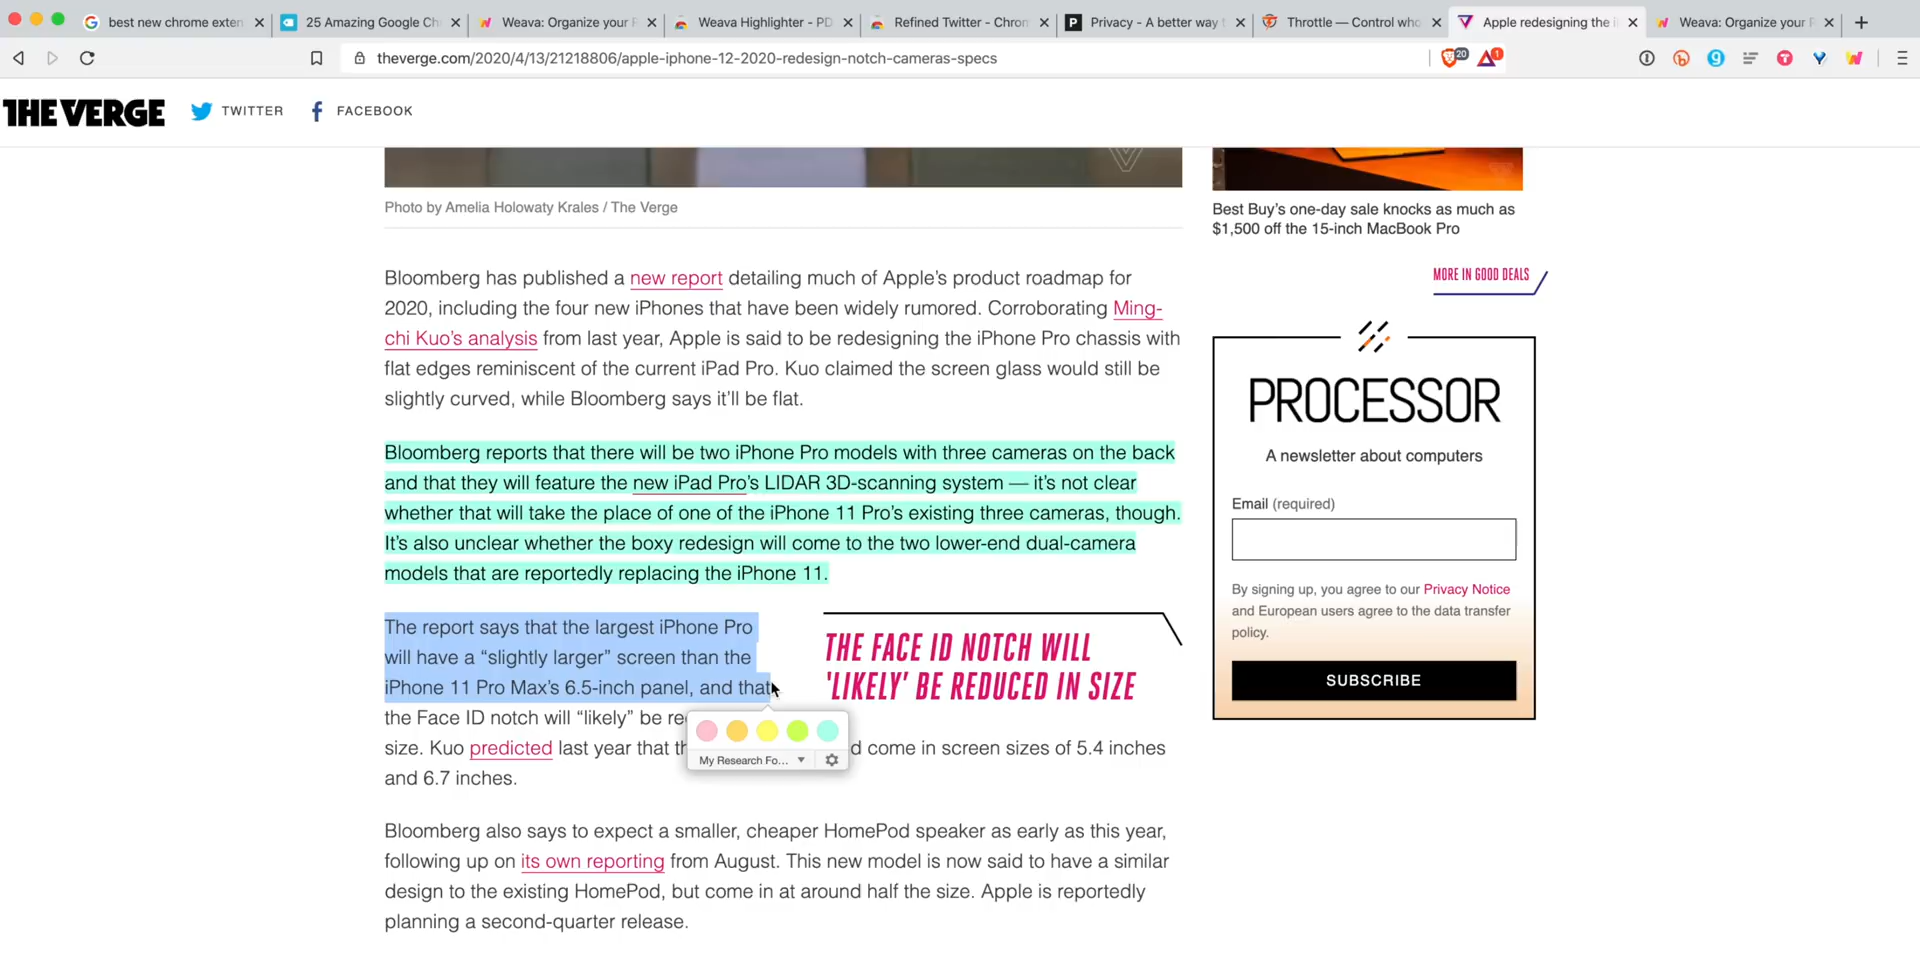 best new chrome exten
25 Amazing Google Ch
Weava: Organize your R
Weava Highlighter - PD
Refined Twitter - Chron
Privacy - A better way t
Throttle — Control who
Apple redesigning the i
Weava: Organize your R
theverge.com/2020/4/13/21218806/apple-iphone-12-2020-redesign-notch-cameras-specs
20
1
THE VERGE
TWITTER
FACEBOOK
Photo by Amelia Holowaty Krales / The Verge
Bloomberg has published a new report detailing much of Apple’s product roadmap for
2020, including the four new iPhones that have been widely rumored. Corroborating Ming-
chi Kuo’s analysis from last year, Apple is said to be redesigning the iPhone Pro chassis with
flat edges reminiscent of the current iPad Pro. Kuo claimed the screen glass would still be
slightly curved, while Bloomberg says it’ll be flat.
Bloomberg reports that there will be two iPhone Pro models with three cameras on the back
and that they will feature the new iPad Pro’s LIDAR 3D-scanning system — it’s not clear
whether that will take the place of one of the iPhone 11 Pro’s existing three cameras, though.
It’s also unclear whether the boxy redesign will come to the two lower-end dual-camera
models that are reportedly replacing the iPhone 11.
The report says that the largest iPhone Pro
will have a “slightly larger” screen than the
iPhone 11 Pro Max’s 6.5-inch panel, and that
the Face ID notch will “likely” be re
size. Kuo predicted last year that th d come in screen sizes of 5.4 inches
and 6.7 inches.
My Research Fo...
THE FACE ID NOTCH WILL
‘LIKELY’ BE REDUCED IN SIZE
Bloomberg also says to expect a smaller, cheaper HomePod speaker as early as this year,
following up on its own reporting from August. This new model is now said to have a similar
design to the existing HomePod, but come in at around half the size. Apple is reportedly
planning a second-quarter release.
Best Buy’s one-day sale knocks as much as
$1,500 off the 15-inch MacBook Pro
MORE IN GOOD DEALS
PROCESSOR
A newsletter about computers
Email (required)
By signing up, you agree to our Privacy Notice
and European users agree to the data transfer
policy.
SUBSCRIBE